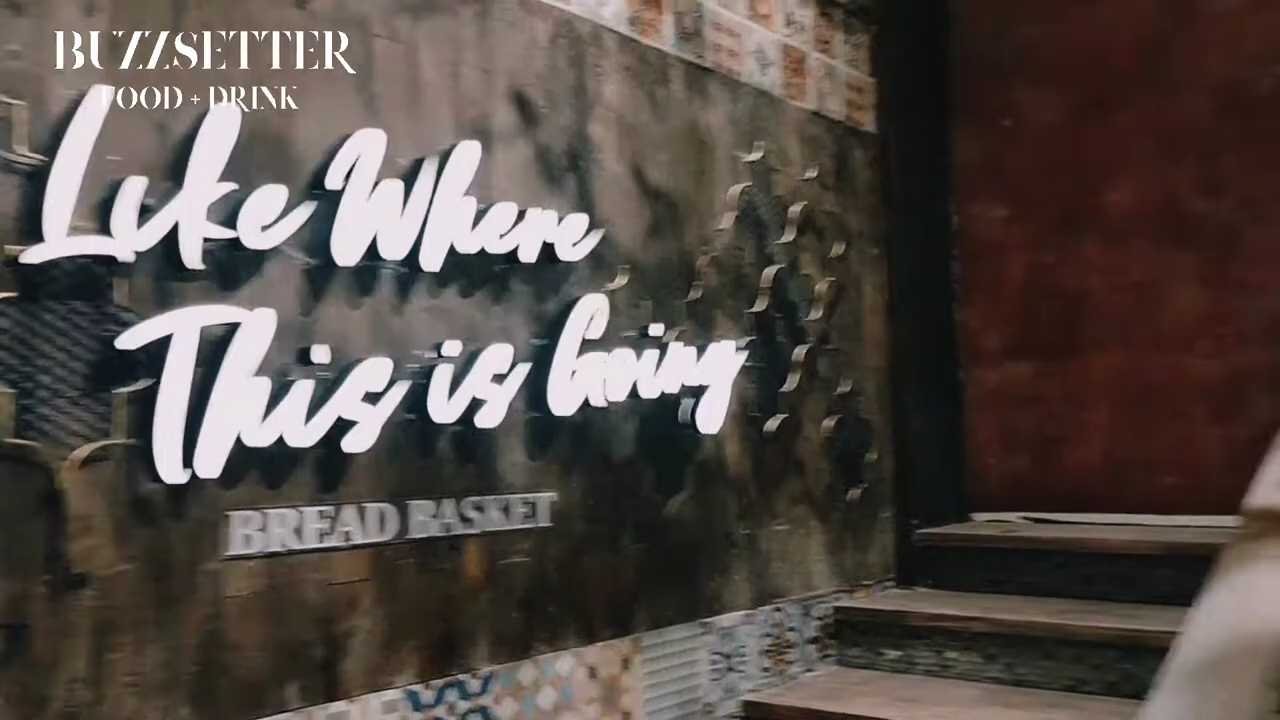 BUZZSETTER
FOOD + DRINK
Like Where
This is Going
BREAD BASKET